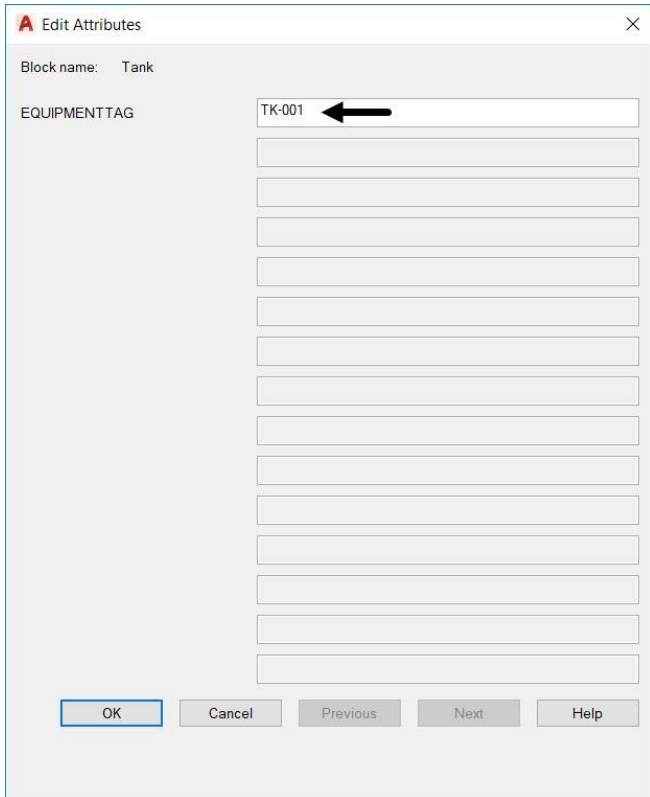 Edit Attributes
Block name: Tank
EQUIPMENTTAG TK-001
OK Cancel Previous Next Help